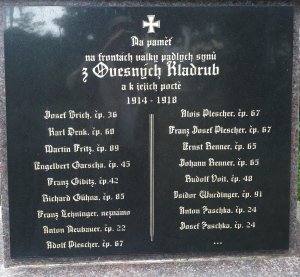 Na paměť
na frontách války padlých synů
z Ovesných Kladrub
a k jejich poctě
1914 - 1918
Josef Brich, čp. 36
Karl Denk, čp. 60
Martin Fritz, čp. 89
Engelbert Garscha, čp. 45
Franz Gibitz, čp. 42
Richard Gühna, čp. 85
Franz Lehninger, neznámo
Anton Neubauer, čp. 22
Adolf Plescher, čp. 67
Alois Plescher, čp. 67
Franz Josef Plescher, čp. 67
Ernst Renner, čp. 65
Johann Renner, čp. 65
Rudolf Voit, čp. 48
Isidor Wurdinger, čp. 91
Anton Zaschka, čp. 24
Josef Zaschka, čp. 24
...